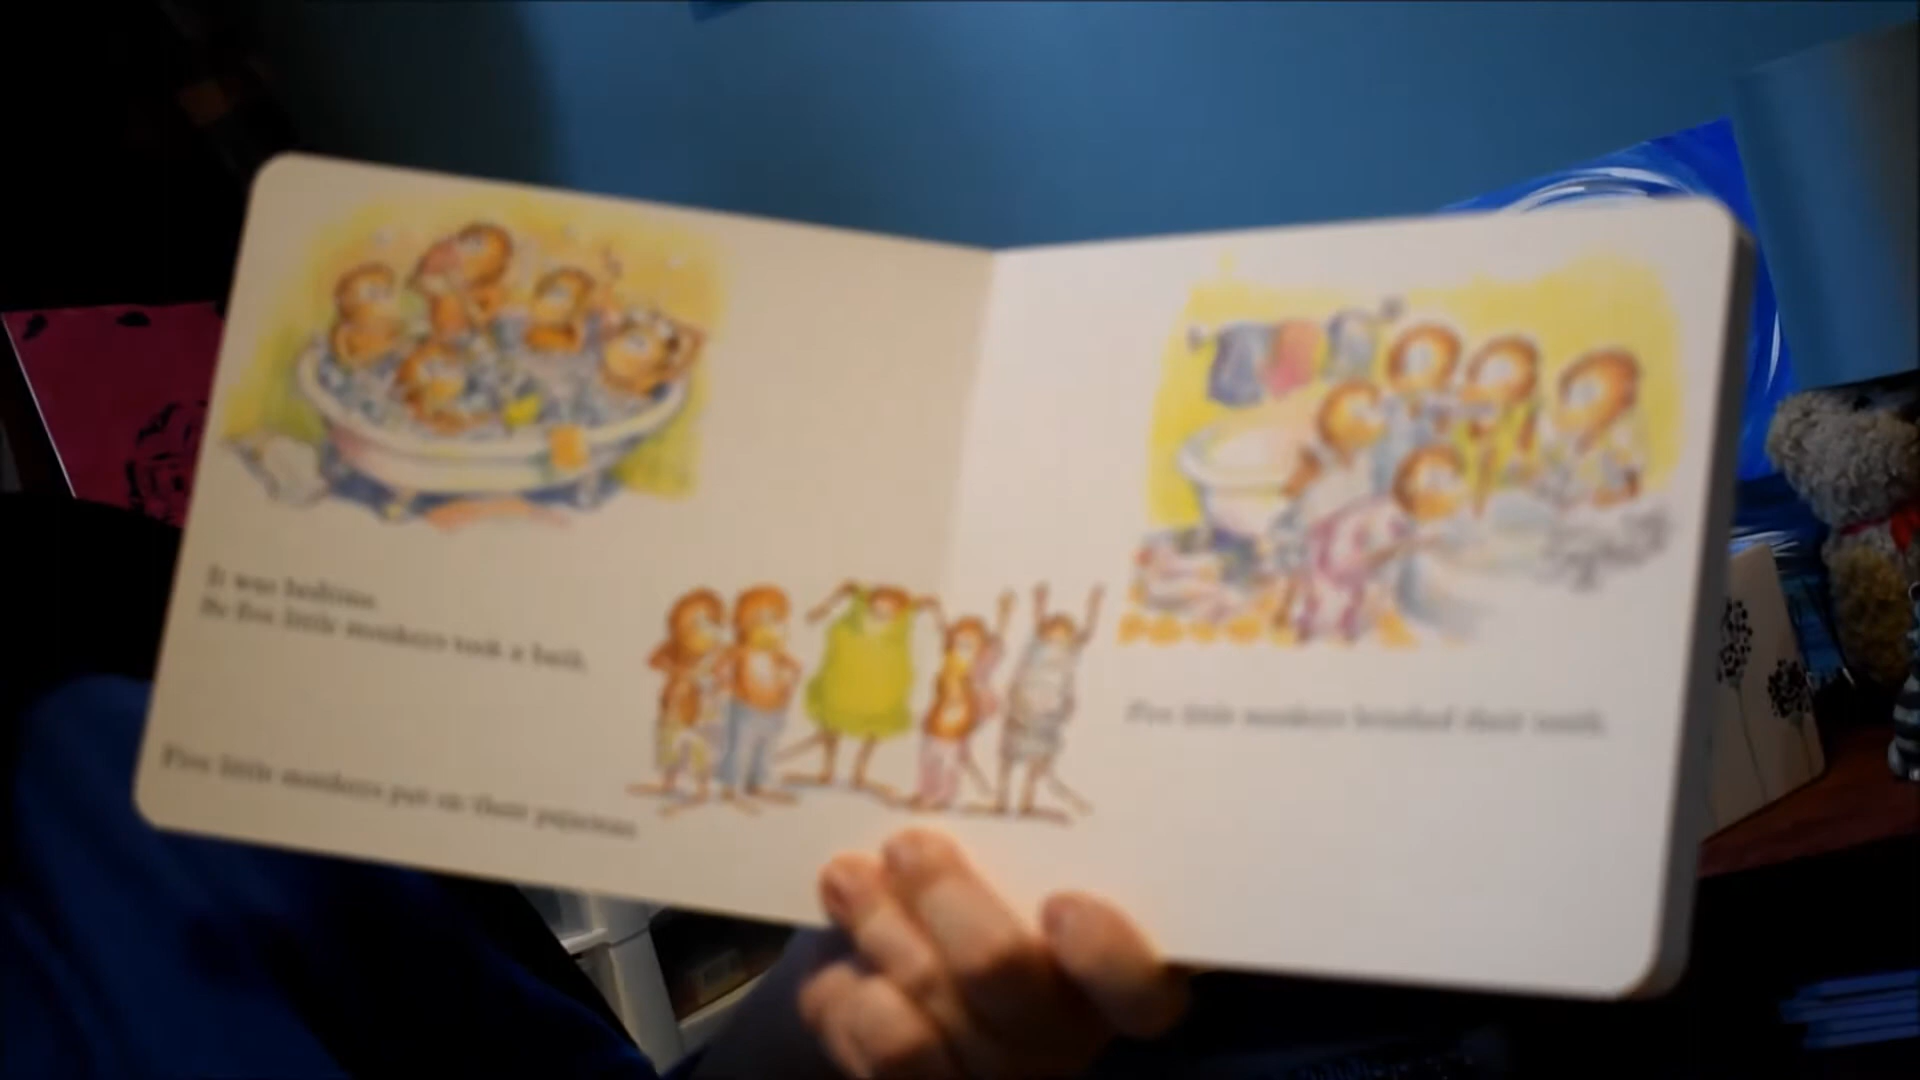 It was bedtime.
So five little monkeys took a bath.
Five little monkeys put on their pajamas.
Five little monkeys brushed their teeth.